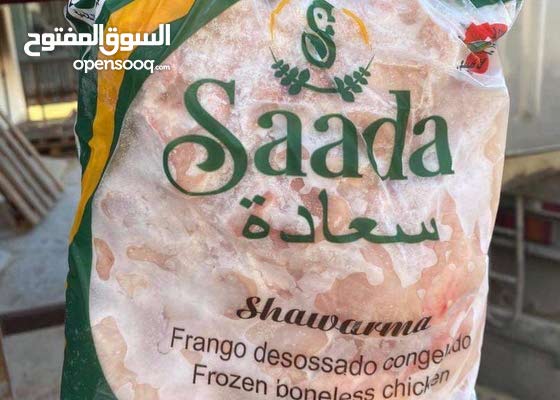 السوق المفتوح
opensooq.com
S
Saada
سعادة
Shawarma
Frango desossado congelado
Frozen boneless chicken